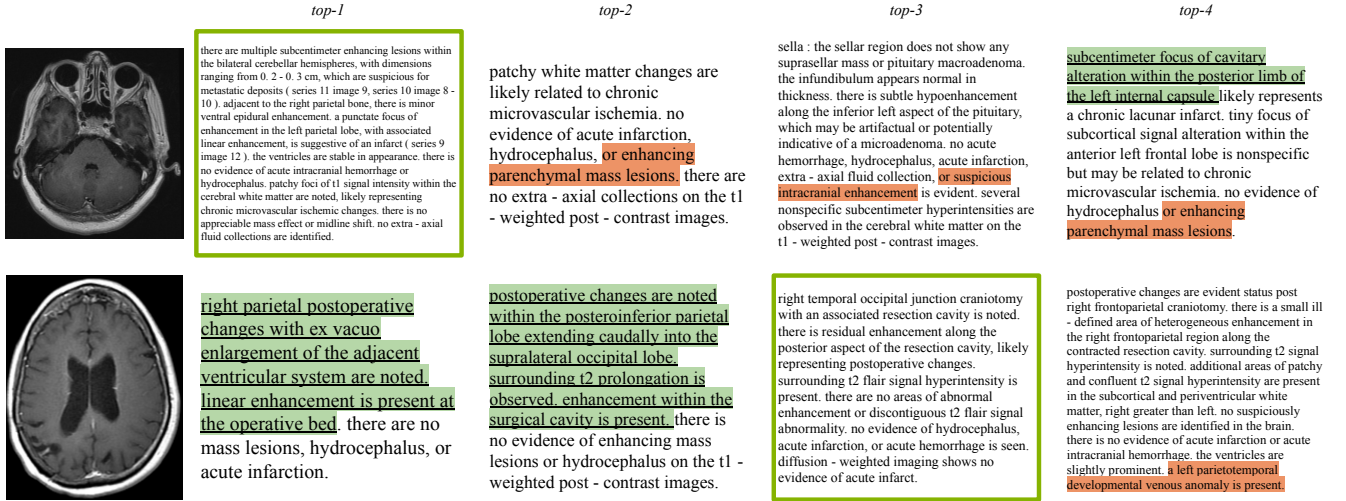 top-1
top-2
top-3
top-4
there are multiple subcentimeter enhancing lesions within
the bilateral cerebellar hemispheres, with dimensions
ranging from 0. 2 - 0. 3 cm, which are suspicious for
metastatic deposits ( series 11 image 9, series 10 image 8 -
10 ). adjacent to the right parietal bone, there is minor
ventral epidural enhancement. a punctate focus of
enhancement in the left parietal lobe, with associated
linear enhancement, is suggestive of an infarct ( series 9
image 12 ). the ventricles are stable in appearance. there is
no evidence of acute intracranial hemorrhage or
hydrocephalus. patchy foci of t1 signal intensity within the
cerebral white matter are noted, likely representing
chronic microvascular ischemic changes. there is no
appreciable mass effect or midline shift. no extra - axial
fluid collections are identified.
patchy white matter changes are
likely related to chronic
microvascular ischemia. no
evidence of acute infarction,
hydrocephalus, or enhancing
parenchymal mass lesions. there are
no extra - axial collections on the t1
- weighted post - contrast images.
sella : the sellar region does not show any
suprasellar mass or pituitary macroadenoma.
the infundibulum appears normal in
thickness. there is subtle hypoenhancement
along the inferior left aspect of the pituitary,
which may be artifactual or potentially
indicative of a microadenoma. no acute
hemorrhage, hydrocephalus, acute infarction,
extra - axial fluid collection, or suspicious
intracranial enhancement is evident. several
nonspecific subcentimeter hyperintensities are
observed in the cerebral white matter on the
t1 - weighted post - contrast images.
subcentimeter focus of cavitary
alteration within the posterior limb of
the left internal capsule likely represents
a chronic lacunar infarct. tiny focus of
subcortical signal alteration within the
anterior left frontal lobe is nonspecific
but may be related to chronic
microvascular ischemia. no evidence of
hydrocephalus or enhancing
parenchymal mass lesions.
right parietal postoperative
changes with ex vacuo
enlargement of the adjacent
ventricular system are noted.
linear enhancement is present at
the operative bed. there are no
mass lesions, hydrocephalus, or
acute infarction.
postoperative changes are noted
within the posteroinferior parietal
lobe extending caudally into the
supralateral occipital lobe.
surrounding t2 prolongation is
observed. enhancement within the
surgical cavity is present. there is
no evidence of enhancing mass
lesions or hydrocephalus on the t1 -
weighted post - contrast images.
right temporal occipital junction craniotomy
with an associated resection cavity is noted.
there is residual enhancement along the
posterior aspect of the resection cavity, likely
representing postoperative changes.
surrounding t2 flair signal hyperintensity is
present. there are no areas of abnormal
enhancement or discontiguous t2 flair signal
abnormality. no evidence of hydrocephalus,
acute infarction, or acute hemorrhage is seen.
diffusion - weighted imaging shows no
evidence of acute infarct.
postoperative changes are evident status post
right frontoparietal craniotomy. there is a small ill
- defined area of heterogeneous enhancement in
the right frontoparietal region along the
contracted resection cavity. surrounding t2 signal
hyperintensity is noted. additional areas of patchy
and confluent t2 signal hyperintensity are present
in the subcortical and periventricular white
matter, right greater than left. no suspiciously
enhancing lesions are identified in the brain.
there is no evidence of acute infarction or acute
intracranial hemorrhage. the ventricles are
slightly prominent. a left parietotemporal
developmental venous anomaly is present.